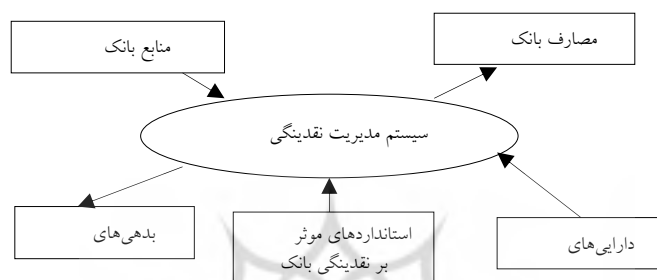 مصارف بانک
منابع بانک
سیستم مدیریت نقدینگی
بدهی‌های
استانداردهای موثر
بر نقدینگی بانک
دارایی‌های